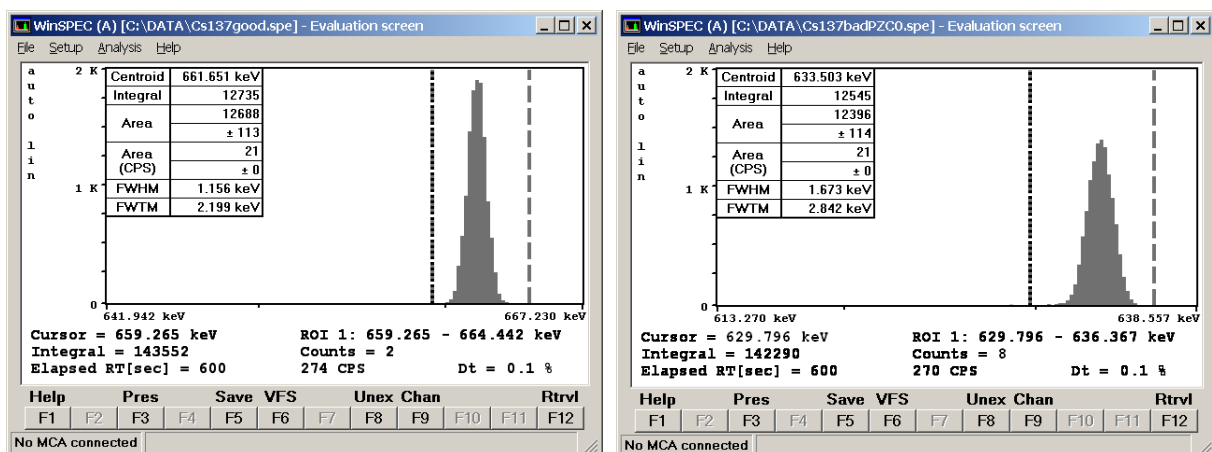 WinSPEC (A) [C:\DATA\Cs137good.spe] - Evaluation screen
File Setup Analysis Help
auto lin
2 K
1 K
0
Centroid 661.651 keV
Integral 12735
Area 12688
± 113
Area (CPS) 21
± 0
FWHM 1.156 keV
FWTM 2.199 keV
641.942 keV 667.230 keV
Cursor = 659.265 keV ROI 1: 659.265 - 664.442 keV
Integral = 143552 Counts = 2
Elapsed RT[sec] = 600 274 CPS Dt = 0.1 %
Help Pres Save VFS Unex Chan Rtrvl
F1 F2 F3 F4 F5 F6 F7 F8 F9 F10 F11 F12
No MCA connected
WinSPEC (A) [C:\DATA\Cs137badPZC0.spe] - Evaluation screen
File Setup Analysis Help
auto lin
2 K
1 K
0
Centroid 633.503 keV
Integral 12545
Area 12396
± 114
Area (CPS) 21
± 0
FWHM 1.673 keV
FWTM 2.842 keV
613.270 keV 638.557 keV
Cursor = 629.796 keV ROI 1: 629.796 - 636.367 keV
Integral = 142290 Counts = 8
Elapsed RT[sec] = 600 270 CPS Dt = 0.1 %
Help Pres Save VFS Unex Chan Rtrvl
F1 F2 F3 F4 F5 F6 F7 F8 F9 F10 F11 F12
No MCA connected